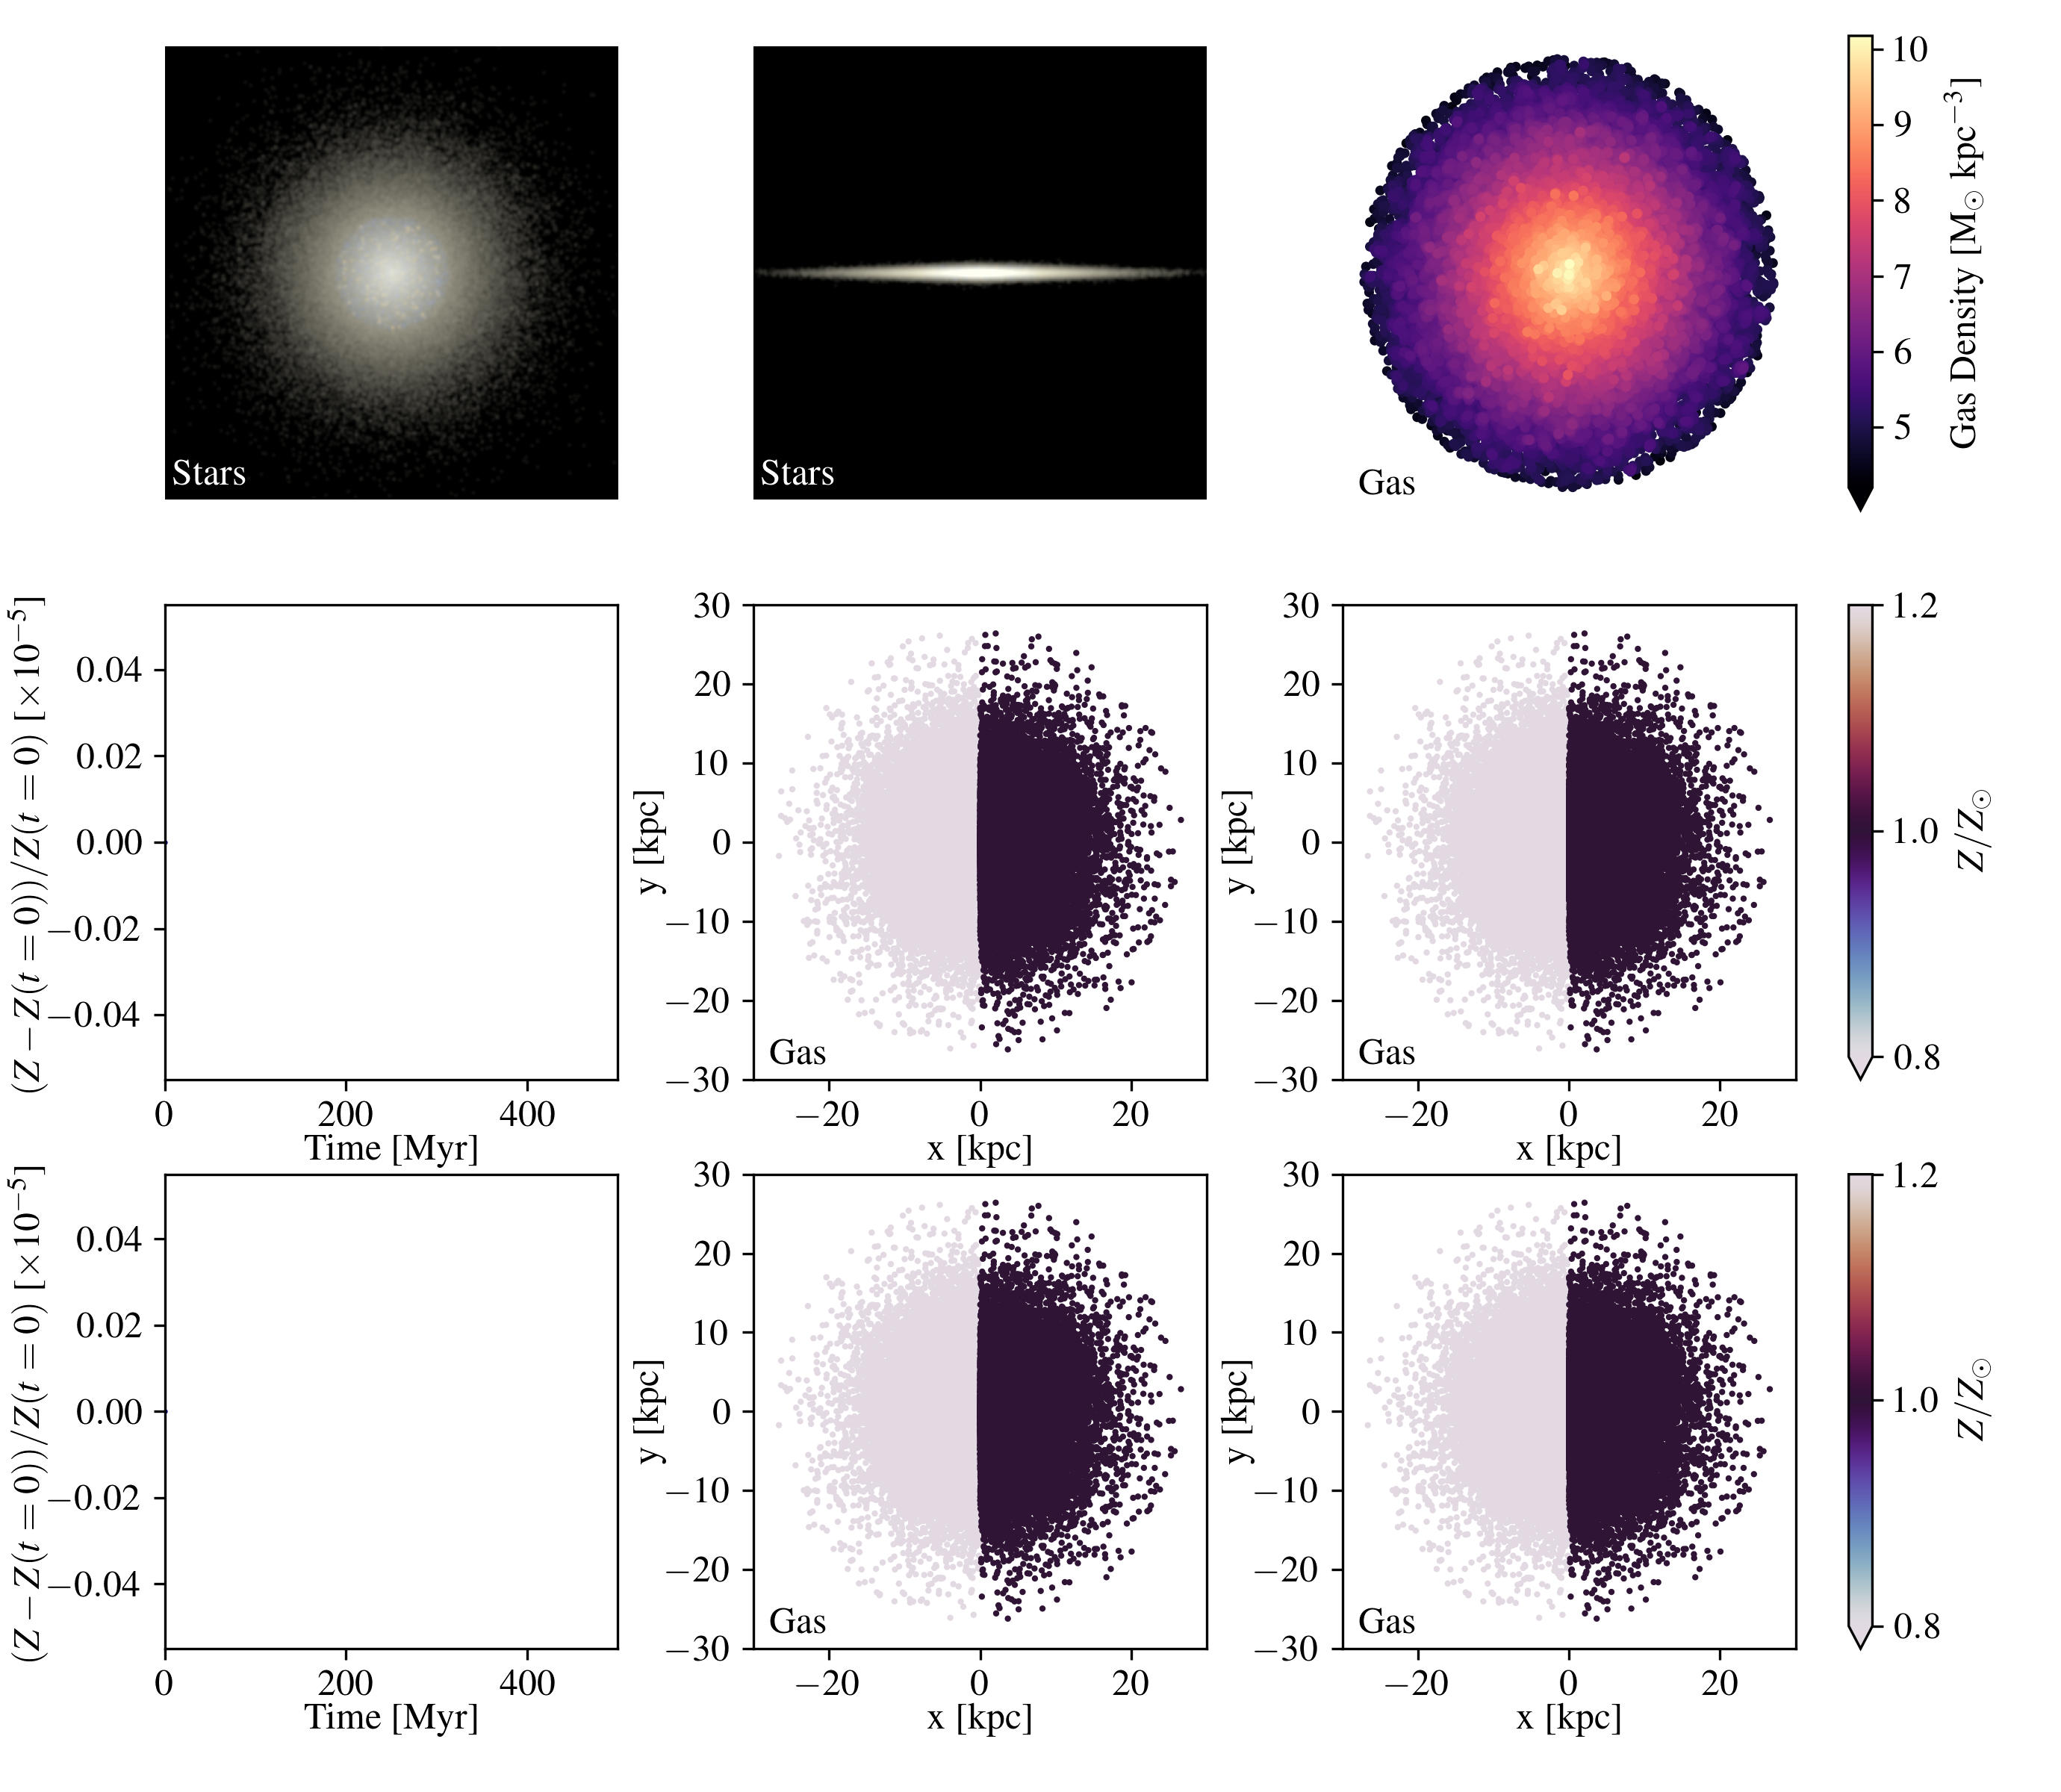 Stars
Stars
Gas
10
9
8
7
6
5
Gas Density [M⊙ kpc⁻³]
(Z − Z(t = 0))/Z(t = 0) [×10⁻⁵]
0.04
0.02
0.00
−0.02
−0.04
0 200 400
Time [Myr]
y [kpc]
30
20
10
0
−10
−20
−30
Gas
−20 0 20
x [kpc]
y [kpc]
30
20
10
0
−10
−20
−30
Gas
−20 0 20
x [kpc]
1.2
1.0
0.8
Z/Z⊙
(Z − Z(t = 0))/Z(t = 0) [×10⁻⁵]
0.04
0.02
0.00
−0.02
−0.04
0 200 400
Time [Myr]
y [kpc]
30
20
10
0
−10
−20
−30
Gas
−20 0 20
x [kpc]
y [kpc]
30
20
10
0
−10
−20
−30
Gas
−20 0 20
x [kpc]
1.2
1.0
0.8
Z/Z⊙